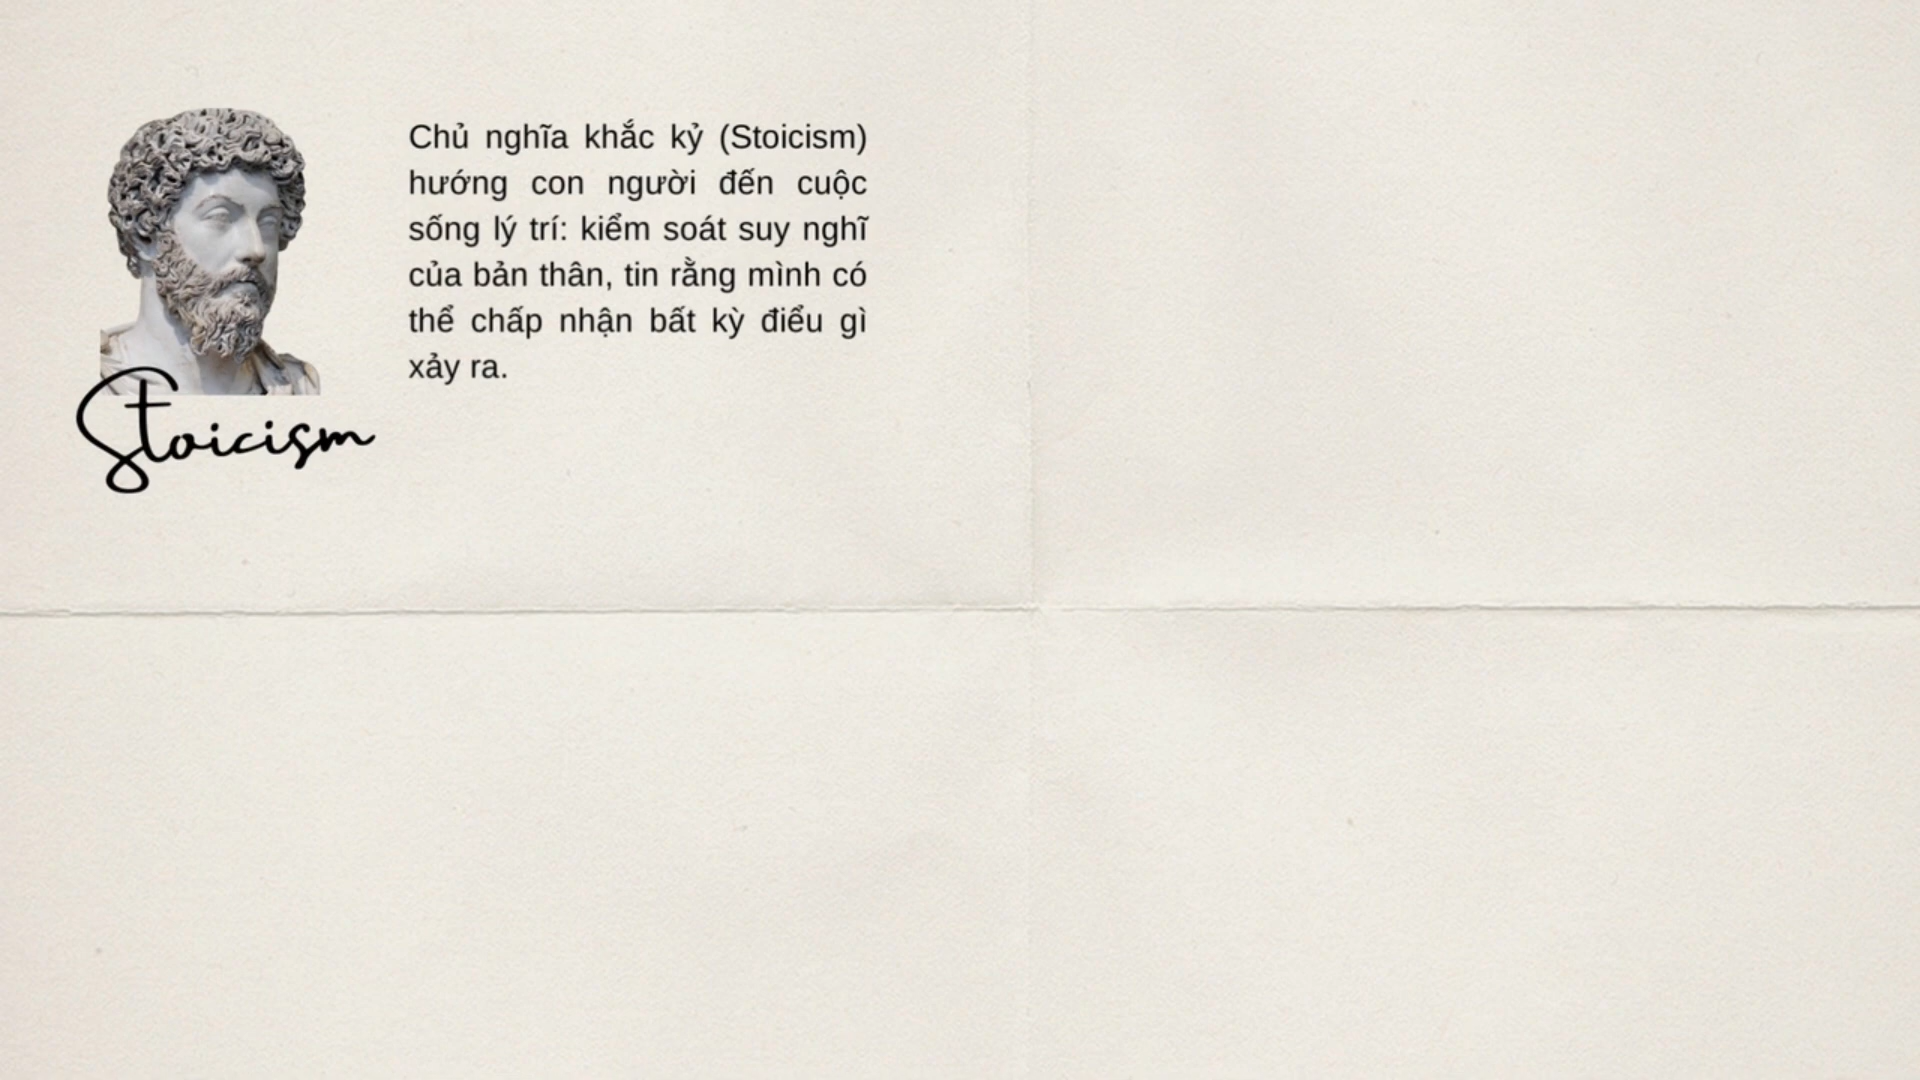 Chủ nghĩa khắc kỷ (Stoicism)
hướng con người đến cuộc
sống lý trí: kiểm soát suy nghĩ
của bản thân, tin rằng mình có
thể chấp nhận bất kỳ điểu gì
xảy ra.
Stoicism